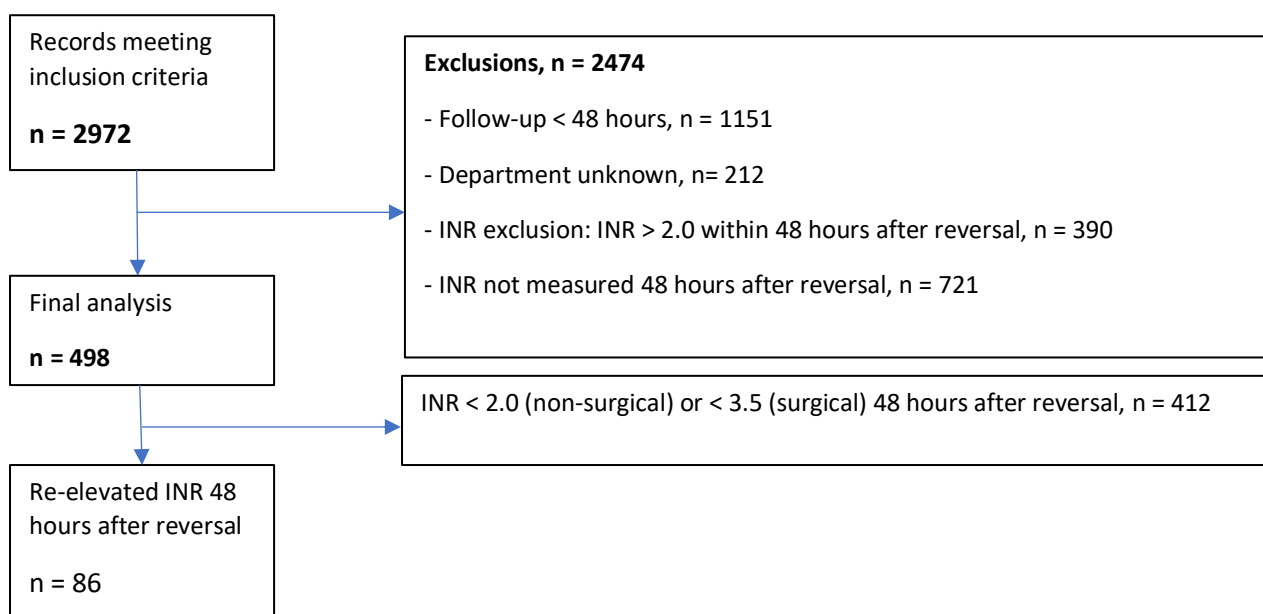 Records meeting
inclusion criteria
n = 2972
Exclusions, n = 2474
- Follow-up < 48 hours, n = 1151
- Department unknown, n= 212
- INR exclusion: INR > 2.0 within 48 hours after reversal, n = 390
- INR not measured 48 hours after reversal, n = 721
Final analysis
n = 498
INR < 2.0 (non-surgical) or < 3.5 (surgical) 48 hours after reversal, n = 412
Re-elevated INR 48
hours after reversal
n = 86